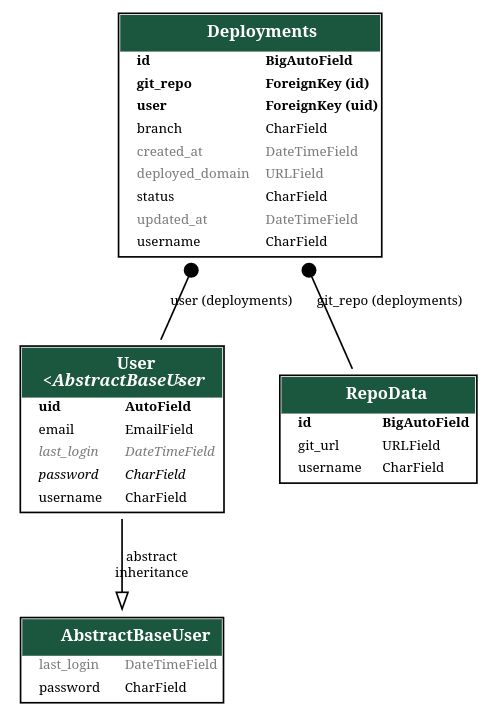 Deployments
id BigAutoField
git_repo ForeignKey (id)
user ForeignKey (uid)
branch CharField
created_at DateTimeField
deployed_domain URLField
status CharField
updated_at DateTimeField
username CharField
user (deployments) git_repo (deployments)
User
<AbstractBaseUser>
uid AutoField
email EmailField
last_login DateTimeField
password CharField
username CharField
RepoData
id BigAutoField
git_url URLField
username CharField
abstract
inheritance
AbstractBaseUser
last_login DateTimeField
password CharField